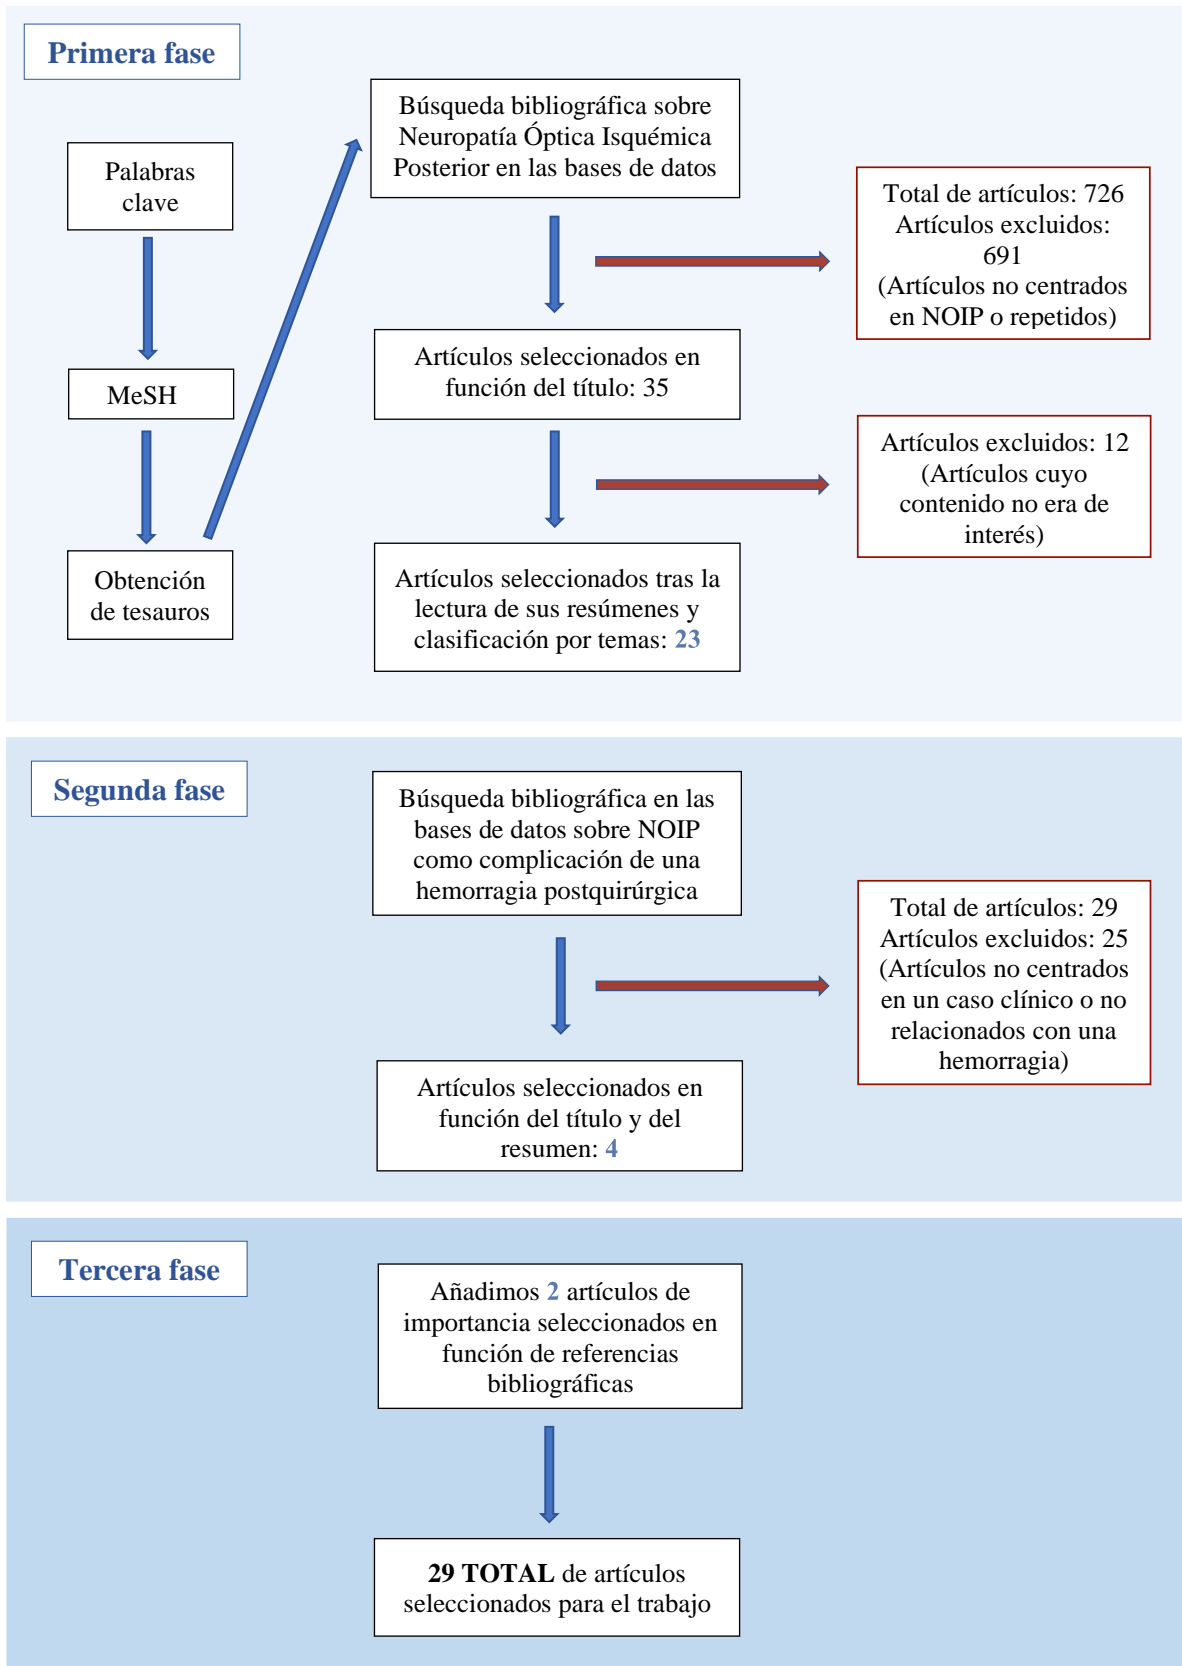 Primera fase
Palabras
clave
MeSH
Obtención
de tesauros
Búsqueda bibliográfica sobre
Neuropatía Óptica Isquémica
Posterior en las bases de datos
Total de artículos: 726
Artículos excluidos:
691
(Artículos no centrados
en NOIP o repetidos)
Artículos seleccionados en
función del título: 35
Artículos excluidos: 12
(Artículos cuyo
contenido no era de
interés)
Artículos seleccionados tras la
lectura de sus resúmenes y
clasificación por temas: 23
Segunda fase
Búsqueda bibliográfica en las
bases de datos sobre NOIP
como complicación de una
hemorragia postquirúrgica
Total de artículos: 29
Artículos excluidos: 25
(Artículos no centrados
en un caso clínico o no
relacionados con una
hemorragia)
Artículos seleccionados en
función del título y del
resumen: 4
Tercera fase
Añadimos 2 artículos de
importancia seleccionados en
función de referencias
bibliográficas
29 TOTAL de artículos
seleccionados para el trabajo